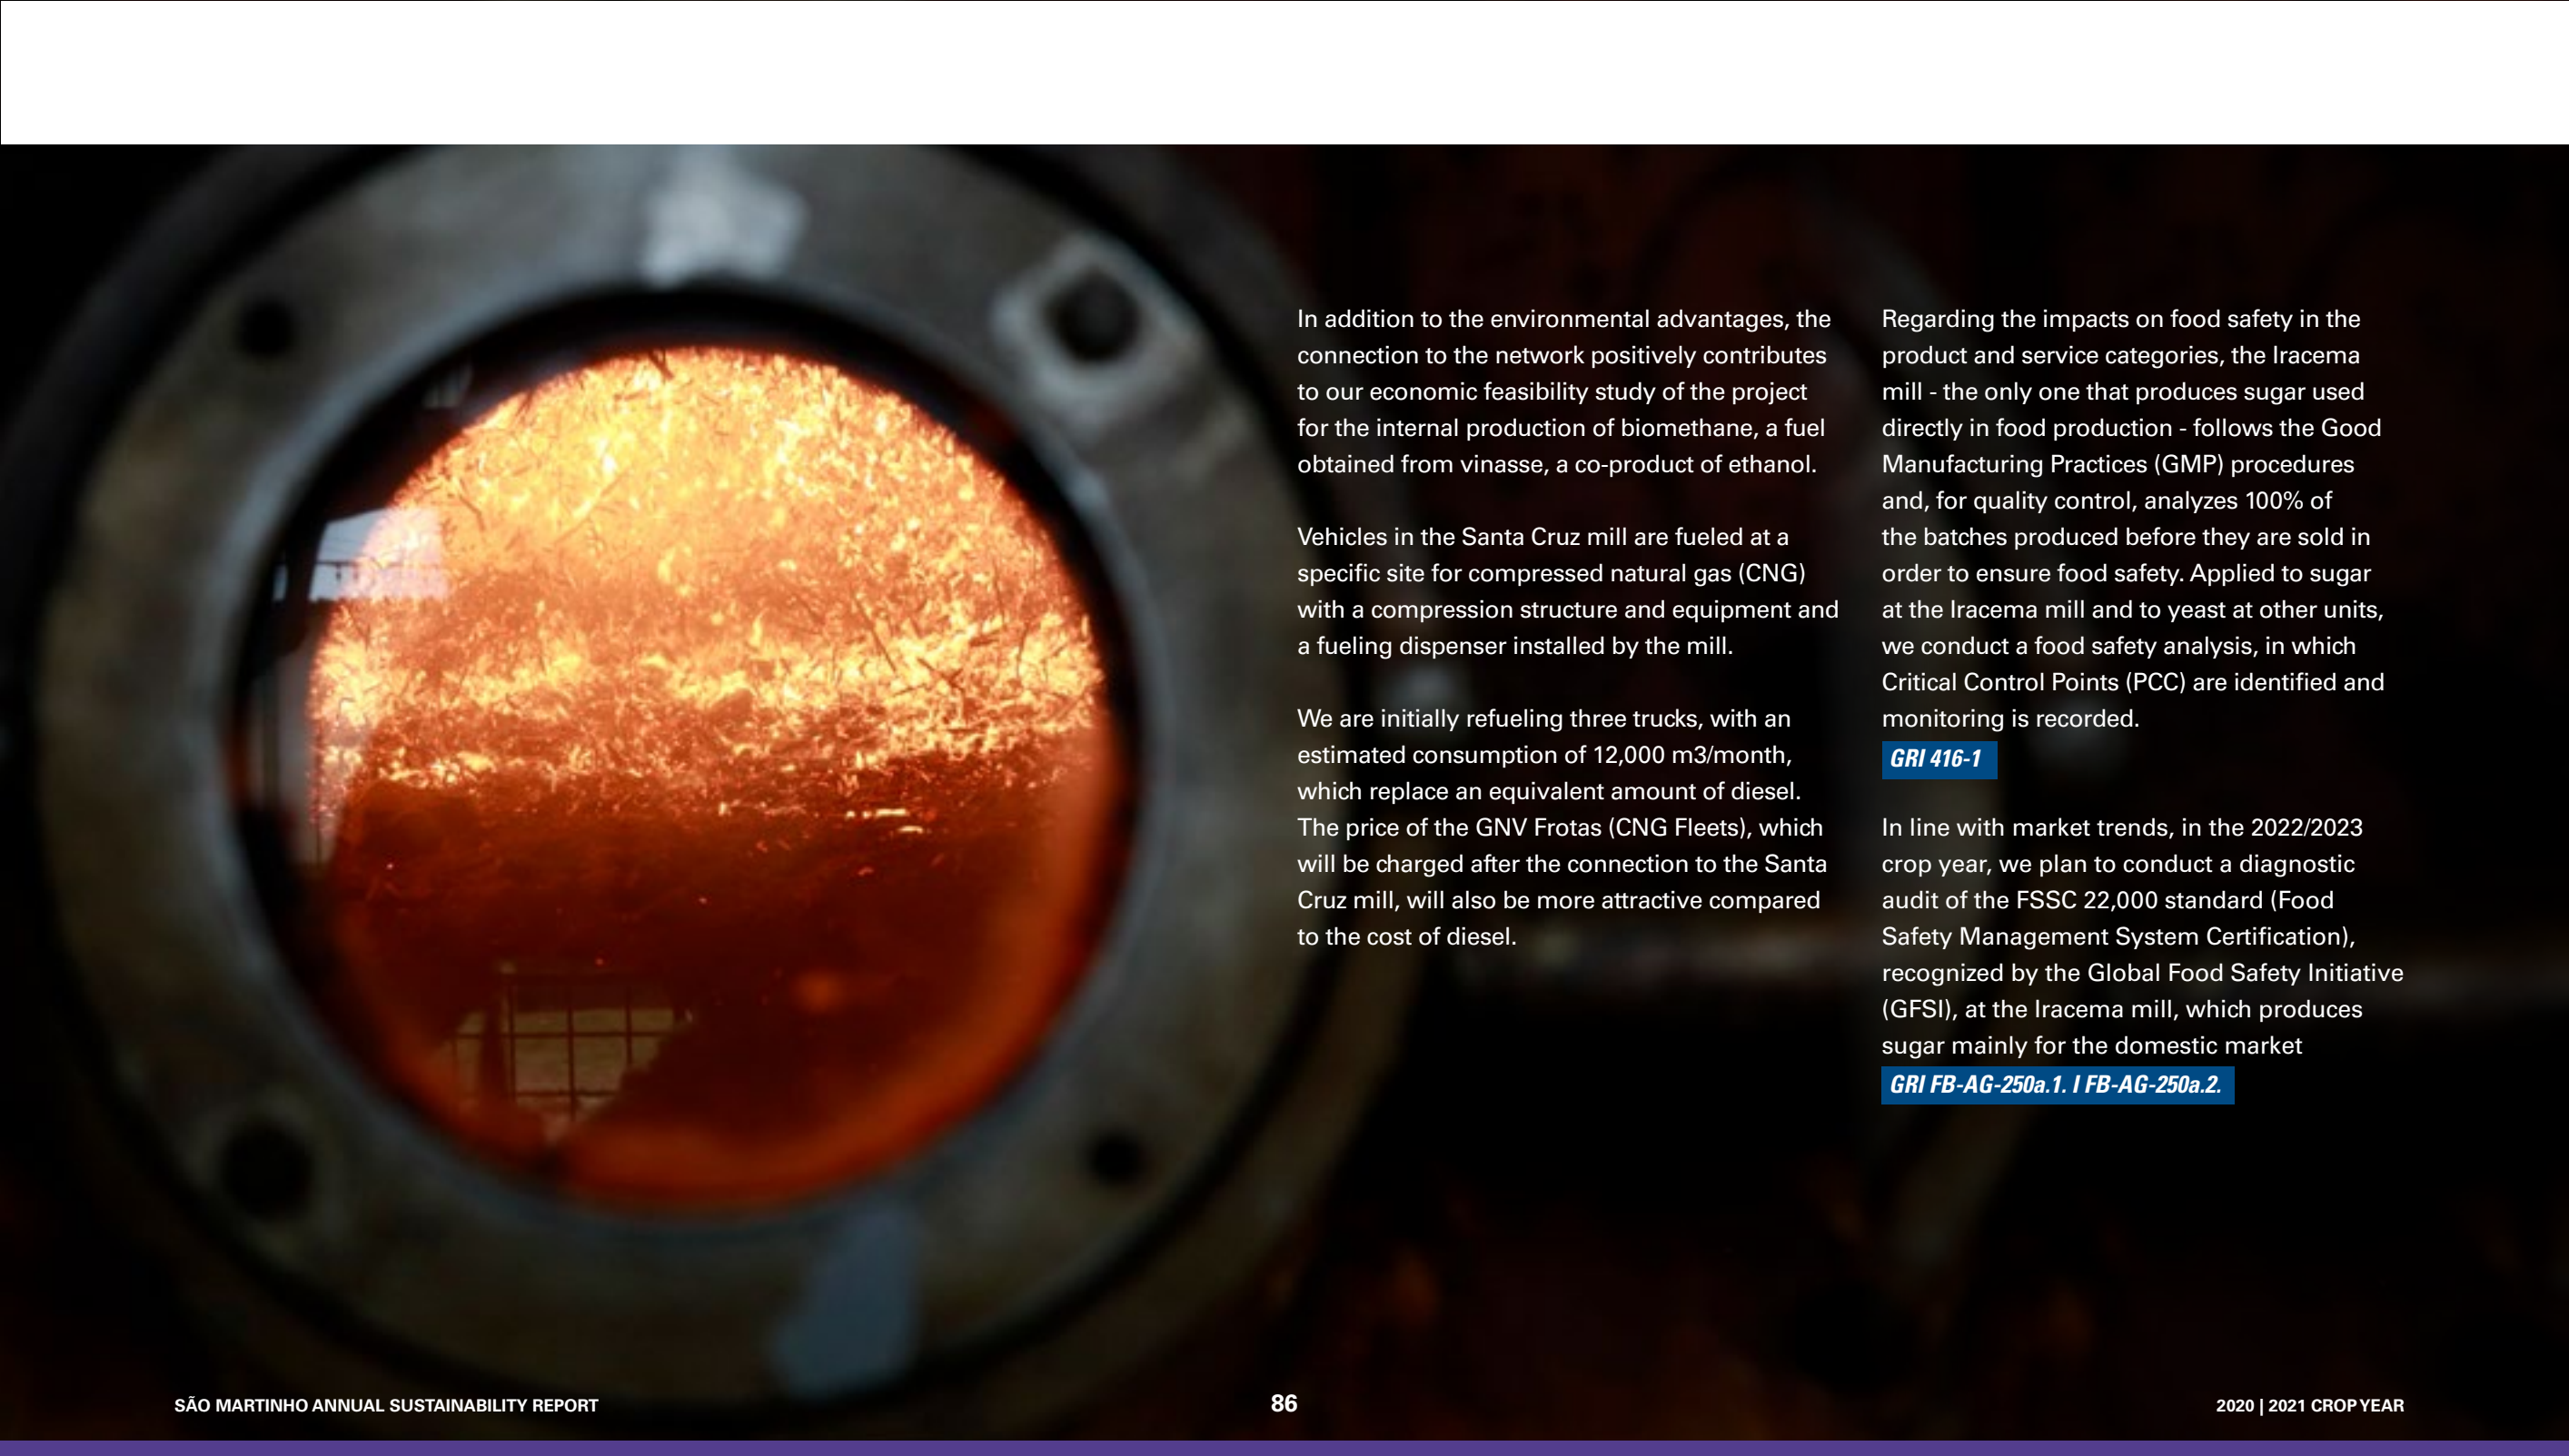 In addition to the environmental advantages, the
connection to the network positively contributes
to our economic feasibility study of the project
for the internal production of biomethane, a fuel
obtained from vinasse, a co-product of ethanol.
Vehicles in the Santa Cruz mill are fueled at a
specific site for compressed natural gas (CNG)
with a compression structure and equipment and
a fueling dispenser installed by the mill.
We are initially refueling three trucks, with an
estimated consumption of 12,000 m3/month,
which replace an equivalent amount of diesel.
The price of the GNV Frotas (CNG Fleets), which
will be charged after the connection to the Santa
Cruz mill, will also be more attractive compared
to the cost of diesel.
Regarding the impacts on food safety in the
product and service categories, the Iracema
mill - the only one that produces sugar used
directly in food production - follows the Good
Manufacturing Practices (GMP) procedures
and, for quality control, analyzes 100% of
the batches produced before they are sold in
order to ensure food safety. Applied to sugar
at the Iracema mill and to yeast at other units,
we conduct a food safety analysis, in which
Critical Control Points (PCC) are identified and
monitoring is recorded.
GRI 416-1
In line with market trends, in the 2022/2023
crop year, we plan to conduct a diagnostic
audit of the FSSC 22,000 standard (Food
Safety Management System Certification),
recognized by the Global Food Safety Initiative
(GFSI), at the Iracema mill, which produces
sugar mainly for the domestic market
GRI FB-AG-250a.1. I FB-AG-250a.2.
SÃO MARTINHO ANNUAL SUSTAINABILITY REPORT
86
2020 | 2021 CROP YEAR